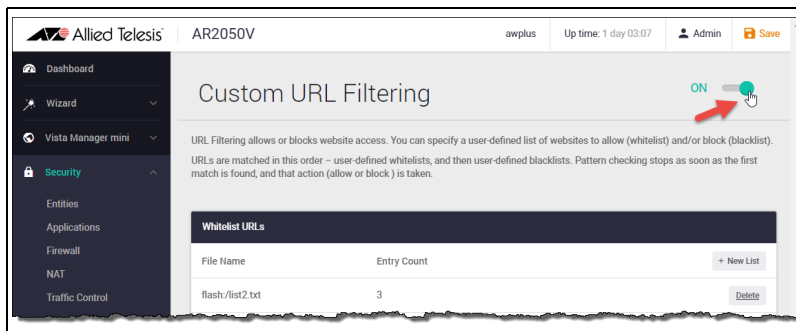 Allied Telesis
AR2050V
awplus
Up time: 1 day 03:07
Admin
Save
Dashboard
Wizard
Vista Manager mini
Security
Entities
Applications
Firewall
NAT
Traffic Control
Custom URL Filtering
ON
URL Filtering allows or blocks website access. You can specify a user-defined list of websites to allow (whitelist) and/or block (blacklist).
URLs are matched in this order – user-defined whitelists, and then user-defined blacklists. Pattern checking stops as soon as the first
match is found, and that action (allow or block ) is taken.
Whitelist URLs
File Name
Entry Count
+ New List
flash:/list2.txt
3
Delete